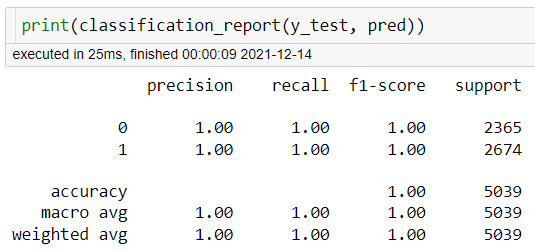 print(classification_report(y_test, pred))
executed in 25ms, finished 00:00:09 2021-12-14
precision recall f1-score support
0 1.00 1.00 1.00 2365
1 1.00 1.00 1.00 2674
accuracy 1.00 5039
macro avg 1.00 1.00 1.00 5039
weighted avg 1.00 1.00 1.00 5039